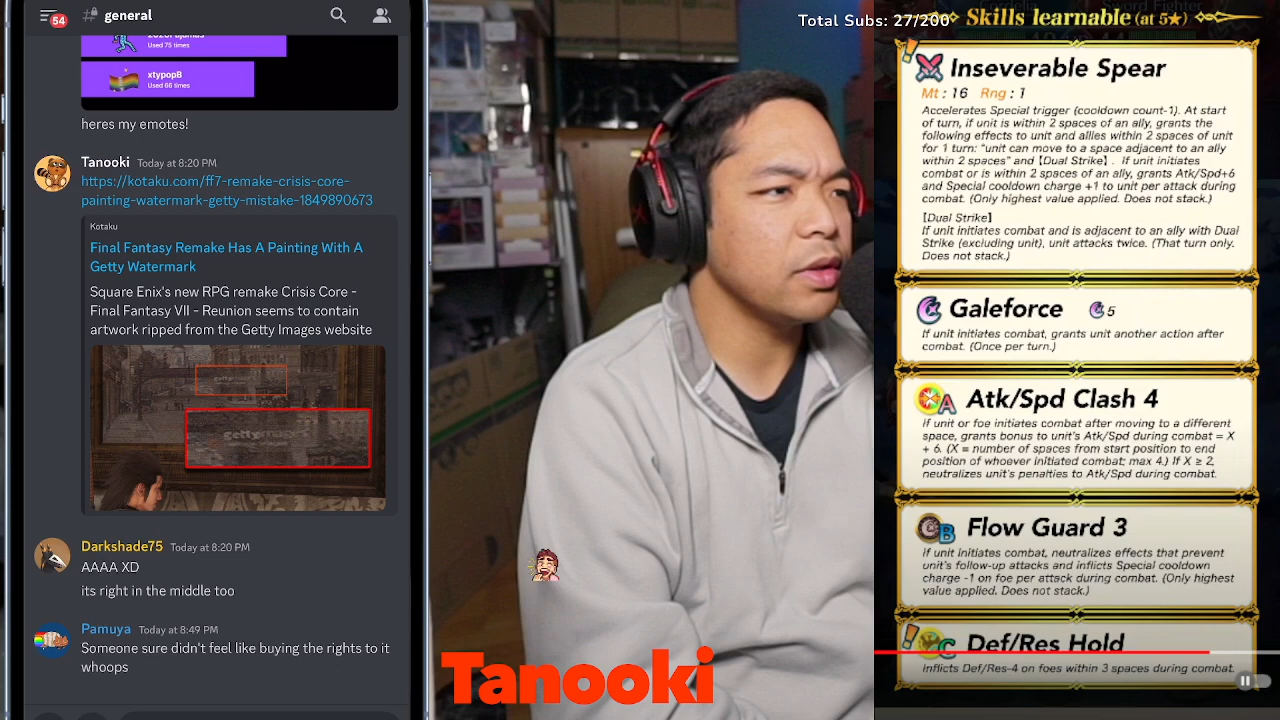 54
general
Used 75 times
xtypopB
Used 66 times
heres my emotes!
Tanooki Today at 8:20 PM
https://kotaku.com/ff7-remake-crisis-core-
painting-watermark-getty-mistake-1849890673
Kotaku
Final Fantasy Remake Has A Painting With A
Getty Watermark
Square Enix's new RPG remake Crisis Core -
Final Fantasy VII - Reunion seems to contain
artwork ripped from the Getty Images website
Darkshade75 Today at 8:20 PM
AAAA XD
its right in the middle too
Pamuya Today at 8:49 PM
Someone sure didn't feel like buying the rights to it
whoops
Total Subs: 27/200
Tanooki
Skills learnable (at 5★)
Inseverable Spear
Mt : 16 Rng : 1
Accelerates Special trigger (cooldown count-1). At start
of turn, if unit is within 2 spaces of an ally, grants the
following effects to unit and allies within 2 spaces of unit
for 1 turn: "unit can move to a space adjacent to an ally
within 2 spaces" and 【Dual Strike】. If unit initiates
combat or is within 2 spaces of an ally, grants Atk/Spd+6
and Special cooldown charge +1 to unit per attack during
combat. (Only highest value applied. Does not stack.)
【Dual Strike】
If unit initiates combat and is adjacent to an ally with Dual
Strike (excluding unit), unit attacks twice. (That turn only.
Does not stack.)
Galeforce 5
If unit initiates combat, grants unit another action after
combat. (Once per turn.)
A Atk/Spd Clash 4
If unit or foe initiates combat after moving to a different
space, grants bonus to unit's Atk/Spd during combat = X
+ 6. (X = number of spaces from start position to end
position of whoever initiated combat; max 4.) If X ≥ 2,
neutralizes unit's penalties to Atk/Spd during combat.
B Flow Guard 3
If unit initiates combat, neutralizes effects that prevent
unit's follow-up attacks and inflicts Special cooldown
charge -1 on foe per attack during combat. (Only highest
value applied. Does not stack.)
C Def/Res Hold
Inflicts Def/Res-4 on foes within 3 spaces during combat.